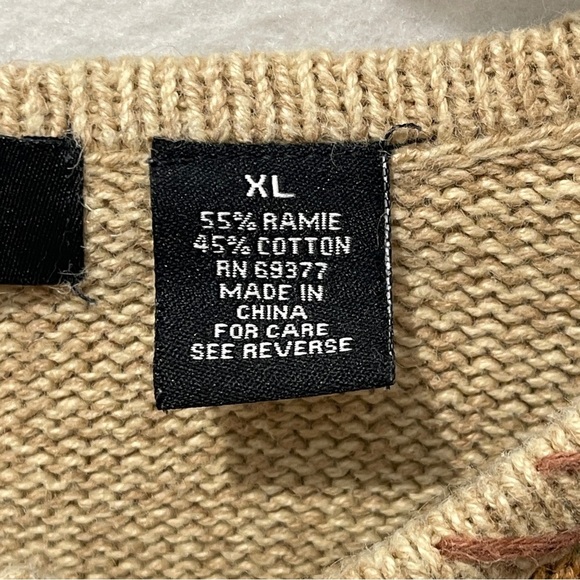 XL
55% RAMIE
45% COTTON
RN 69377
MADE IN
CHINA
FOR CARE
SEE REVERSE